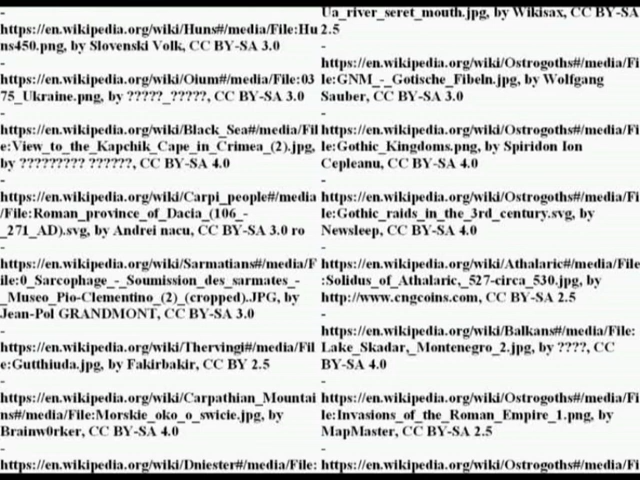 -
https://en.wikipedia.org/wiki/Huns#/media/File:Hu
ns450.png, by Slovenski Volk, CC BY-SA 3.0
-
https://en.wikipedia.org/wiki/Oium#/media/File:03
75_Ukraine.png, by ?????_?????, CC BY-SA 3.0
-
https://en.wikipedia.org/wiki/Black_Sea#/media/Fil
e:View_to_the_Kapchik_Cape_in_Crimea_(2).jpg,
by ????????? ??????, CC BY-SA 4.0
-
https://en.wikipedia.org/wiki/Carpi_people#/media
/File:Roman_province_of_Dacia_(106_-
_271_AD).svg, by Andrei nacu, CC BY-SA 3.0 ro
-
https://en.wikipedia.org/wiki/Sarmatians#/media/F
ile:0_Sarcophage_-_Soumission_des_sarmates_-
_Museo_Pio-Clementino_(2)_(cropped).JPG, by
Jean-Pol GRANDMONT, CC BY-SA 3.0
-
https://en.wikipedia.org/wiki/Thervingi#/media/Fil
e:Gutthiuda.jpg, by Fakirbakir, CC BY 2.5
-
https://en.wikipedia.org/wiki/Carpathian_Mountai
ns#/media/File:Morskie_oko_o_swicie.jpg, by
Brainw0rker, CC BY-SA 4.0
-
https://en.wikipedia.org/wiki/Dniester#/media/File:
Ua_river_seret_mouth.jpg, by Wikisax, CC BY-SA
2.5
-
https://en.wikipedia.org/wiki/Ostrogoths#/media/Fi
le:GNM_-_Gotische_Fibeln.jpg, by Wolfgang
Sauber, CC BY-SA 3.0
-
https://en.wikipedia.org/wiki/Ostrogoths#/media/Fi
le:Gothic_Kingdoms.png, by Spiridon Ion
Cepleanu, CC BY-SA 4.0
-
https://en.wikipedia.org/wiki/Ostrogoths#/media/Fi
le:Gothic_raids_in_the_3rd_century.svg, by
Newsleep, CC BY-SA 4.0
-
https://en.wikipedia.org/wiki/Athalaric#/media/File
:Solidus_of_Athalaric,_527-circa_530.jpg, by
http://www.cngcoins.com, CC BY-SA 2.5
-
https://en.wikipedia.org/wiki/Balkans#/media/File:
Lake_Skadar,_Montenegro_2.jpg, by ????, CC
BY-SA 4.0
-
https://en.wikipedia.org/wiki/Ostrogoths#/media/Fi
le:Invasions_of_the_Roman_Empire_1.png, by
MapMaster, CC BY-SA 2.5
-
https://en.wikipedia.org/wiki/Ostrogoths#/media/Fi